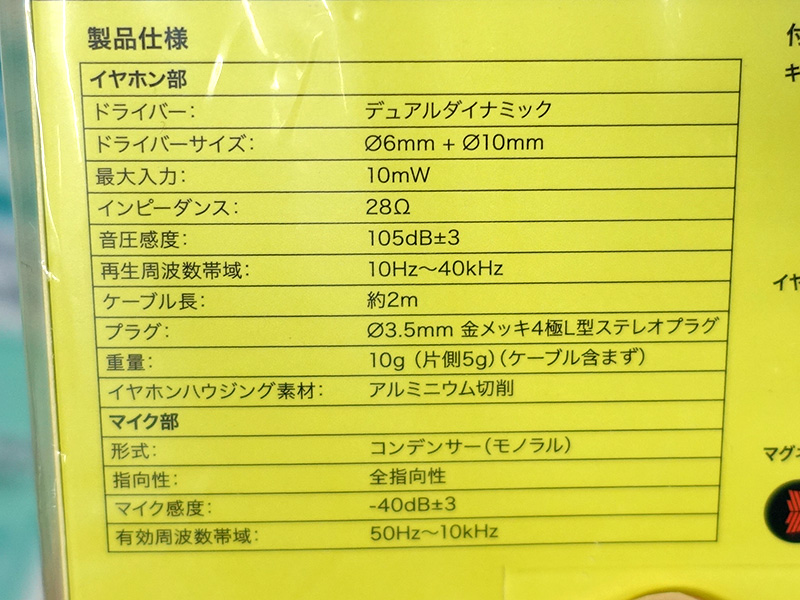 製品仕様
イヤホン部
ドライバー： デュアルダイナミック
ドライバーサイズ： Ø6mm + Ø10mm
最大入力： 10mW
インピーダンス： 28Ω
音圧感度： 105dB±3
再生周波数帯域： 10Hz～40kHz
ケーブル長： 約2m
プラグ： Ø3.5mm 金メッキ4極L型ステレオプラグ
重量： 10g（片側5g）（ケーブル含まず）
イヤホンハウジング素材： アルミニウム切削
マイク部
形式： コンデンサー（モノラル）
指向性： 全指向性
マイク感度： -40dB±3
有効周波数帯域： 50Hz～10kHz
付
キ
イヤ
マグネ